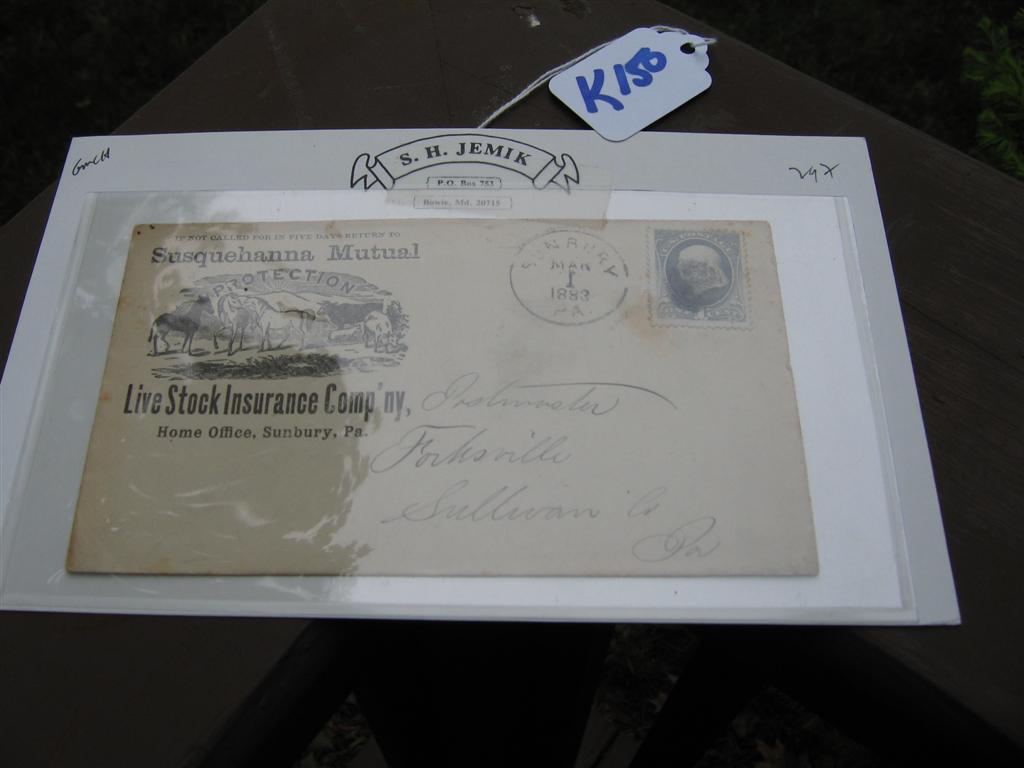 K150
S. H. JEMIK
P.O. Box 753
Bowie, Md. 20715
IF NOT CALLED FOR IN FIVE DAYS RETURN TO
Susquehanna Mutual
PROTECTION
Live Stock Insurance Comp'ny,
Home Office, Sunbury, Pa.
SUNBURY
MAR
1
1883
PA.
Postmaster
Forksville
Sullivan Co
Pa